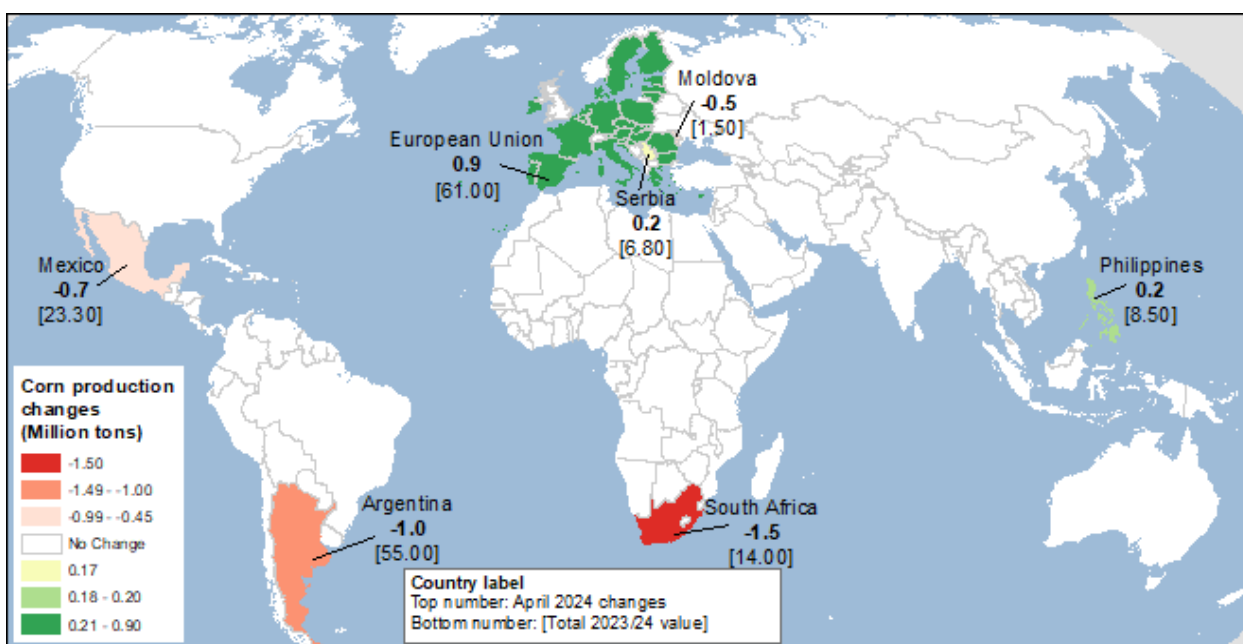 Moldova
-0.5
[1.50]
European Union
0.9
[61.00]
Serbia
0.2
[6.80]
Mexico
-0.7
[23.30]
Philippines
0.2
[8.50]
Corn production
changes
(Million tons)
-1.50
-1.49 - -1.00
-0.99 - -0.45
No Change
0.17
0.18 - 0.20
0.21 - 0.90
Argentina
-1.0
[55.00]
South Africa
-1.5
[14.00]
Country label
Top number: April 2024 changes
Bottom number: [Total 2023/24 value]